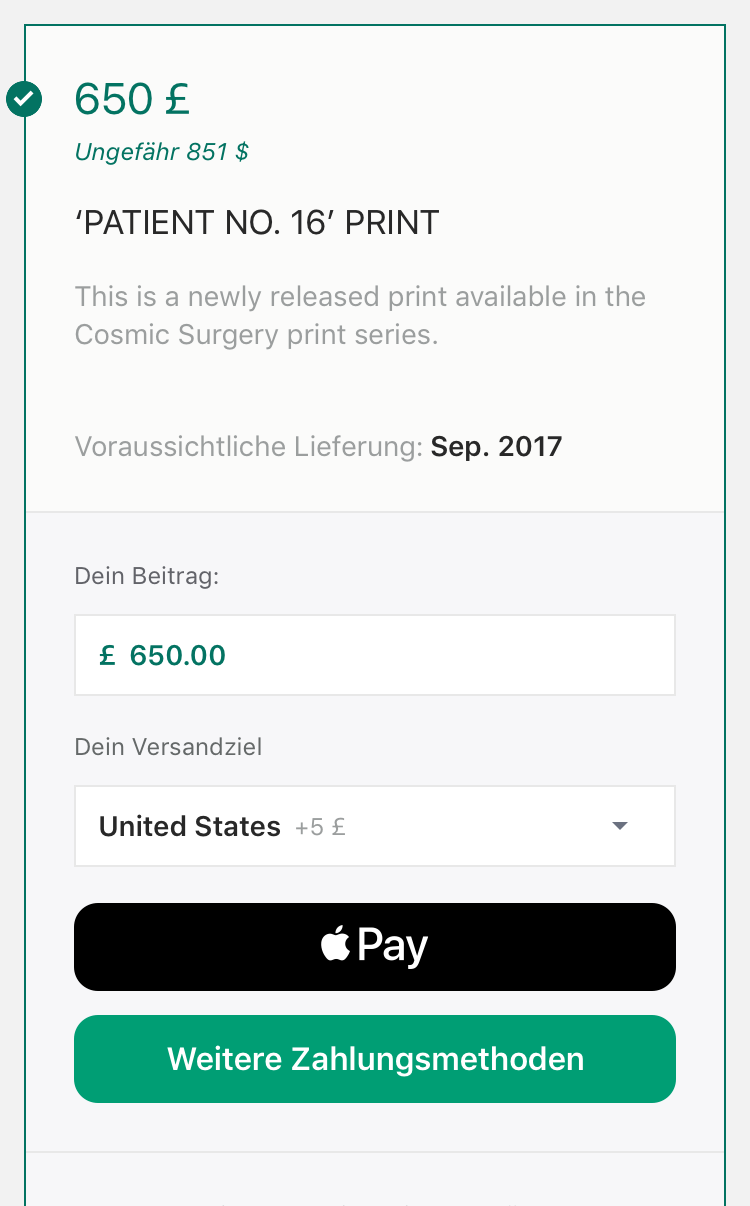 650 £
Ungefähr 851 $
‘PATIENT NO. 16’ PRINT
This is a newly released print available in the
Cosmic Surgery print series.
Voraussichtliche Lieferung: Sep. 2017
Dein Beitrag:
£ 650.00
Dein Versandziel
United States +5 £
Pay
Weitere Zahlungsmethoden